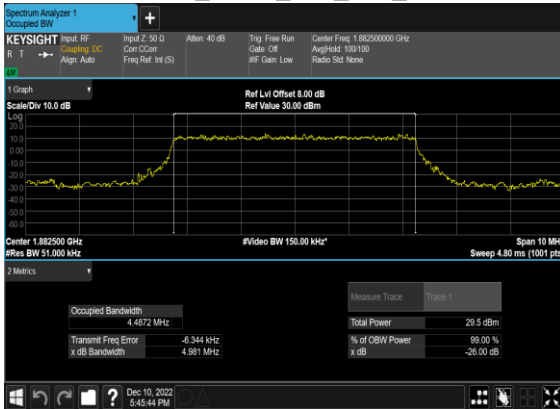 Spectrum Analyzer 1
Occupied BW
KEYSIGHT
R T
LXI
Input: RF
Coupling: DC
Align: Auto
Input Z: 50 Ω
Corr CCorr
Freq Ref: Int (S)
Atten: 40 dB
Trig: Free Run
Gate: Off
#IF Gain: Low
Center Freq: 1.882500000 GHz
Avg|Hold: 100/100
Radio Std: None
1 Graph
Scale/Div 10.0 dB
Ref Lvl Offset 8.00 dB
Ref Value 30.00 dBm
Log
20.0
10.0
0.00
-10.0
-20.0
-30.0
-40.0
-50.0
-60.0
Center 1.882500 GHz
#Video BW 150.00 kHz*
Span 10 MH
#Res BW 51.000 kHz
Sweep 4.80 ms (1001 pts
2 Metrics
Measure Trace
Trace 1
Occupied Bandwidth
4.4872 MHz
Total Power
29.5 dBm
Transmit Freq Error
-6.344 kHz
% of OBW Power
99.00 %
x dB Bandwidth
4.981 MHz
x dB
-26.00 dB
?
Dec 10, 2022
5:45:44 PM